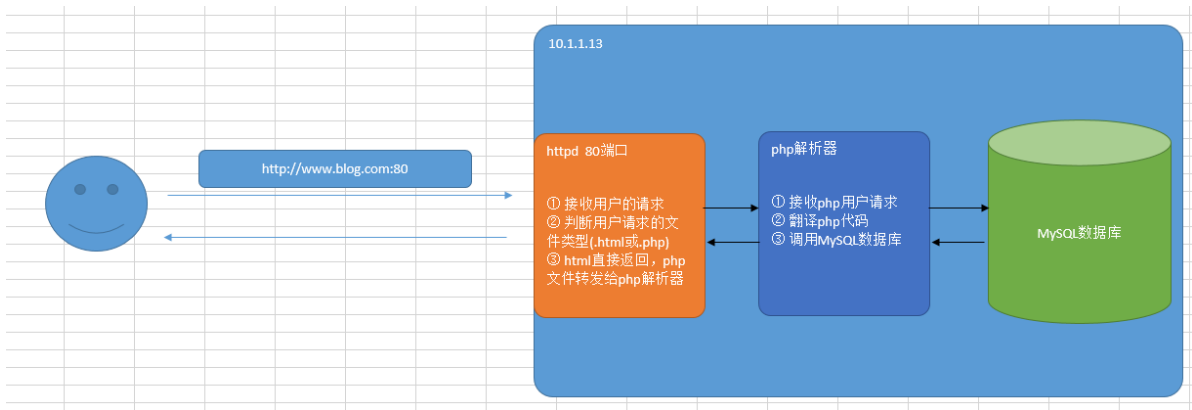 10.1.1.13
http://www.blog.com:80
httpd 80端口
① 接收用户的请求
② 判断用户请求的文
件类型(.html或.php)
③ html直接返回，php
文件转发给php解析器
php解析器
① 接收php用户请求
② 翻译php代码
③ 调用MySQL数据库
MySQL数据库